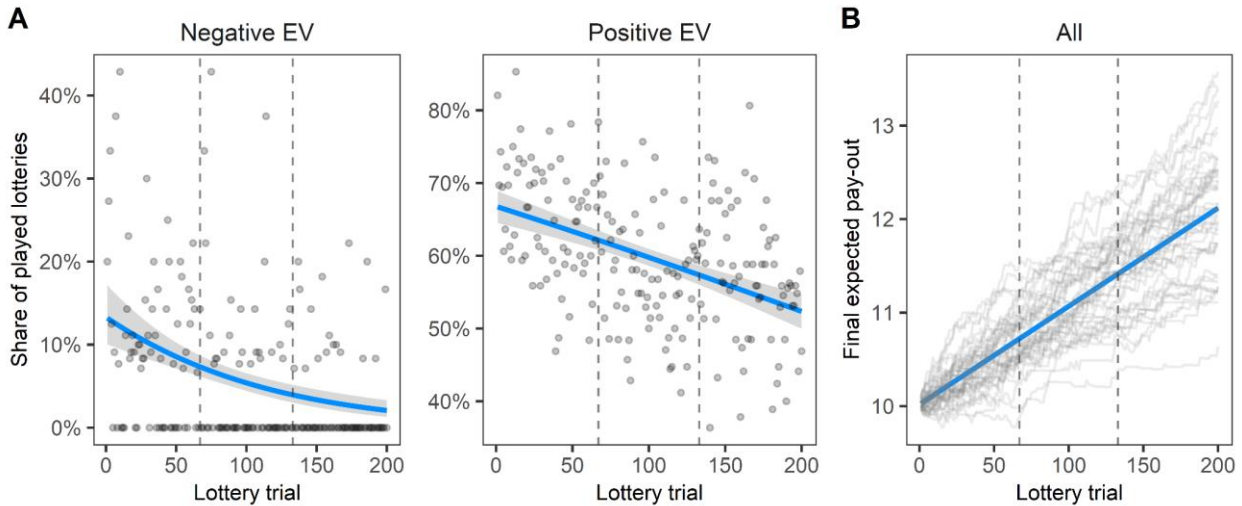 A
Negative EV
Share of played lotteries
40%
30%
20%
10%
0%
0 50 100 150 200
Lottery trial
Positive EV
80%
70%
60%
50%
40%
0 50 100 150 200
Lottery trial
B
All
Final expected pay-out
13
12
11
10
0 50 100 150 200
Lottery trial